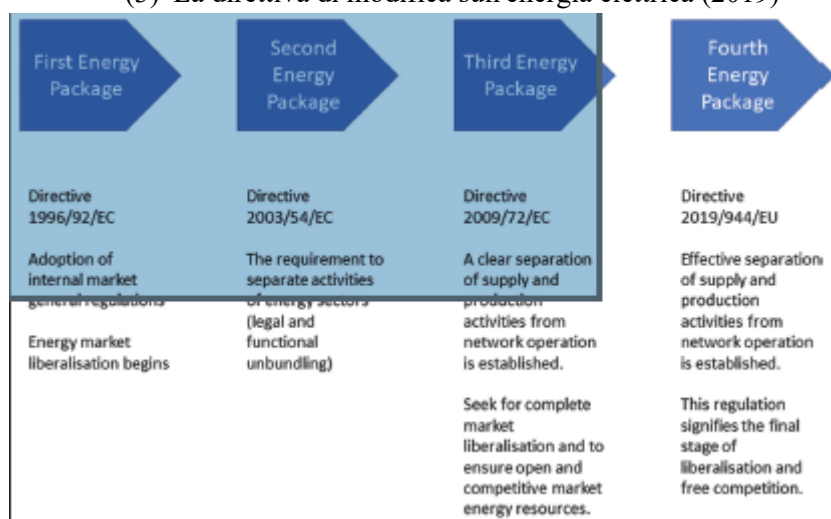 (5) La direttiva di modifica sull'energia elettrica (2019)
First Energy
Package
Second
Energy
Package
Third Energy
Package
Fourth
Energy
Package
Directive
1996/92/EC
Adoption of
internal market
general regulations
Energy market
liberalisation begins
Directive
2003/54/EC
The requirement to
separate activities
of energy sectors
(legal and
functional
unbundling)
Directive
2009/72/EC
A clear separation
of supply and
production
activities from
network operation
is established.
Seek for complete
market
liberalisation and to
ensure open and
competitive market
energy resources.
Directive
2019/944/EU
Effective separation
of supply and
production
activities from
network operation
is established.
This regulation
signifies the final
stage of
liberalisation and
free competition.